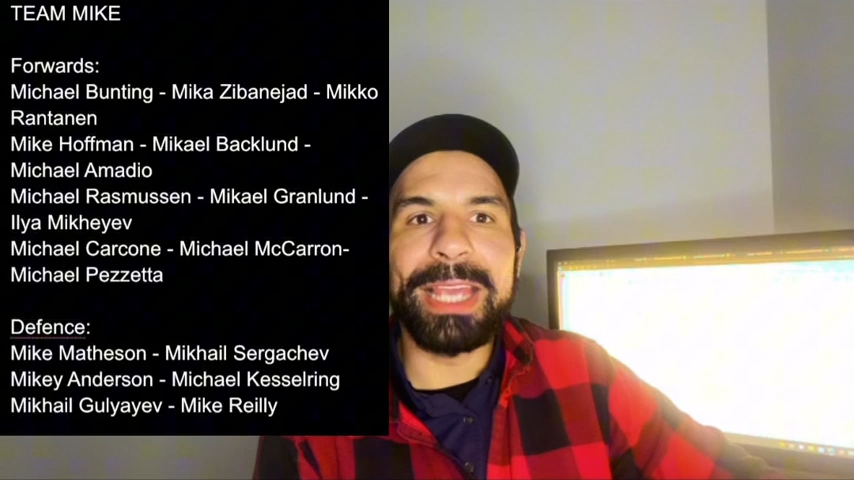 TEAM MIKE
Forwards:
Michael Bunting - Mika Zibanejad - Mikko
Rantanen
Mike Hoffman - Mikael Backlund -
Michael Amadio
Michael Rasmussen - Mikael Granlund -
Ilya Mikheyev
Michael Carcone - Michael McCarron-
Michael Pezzetta
Defence:
Mike Matheson - Mikhail Sergachev
Mikey Anderson - Michael Kesselring
Mikhail Gulyayev - Mike Reilly